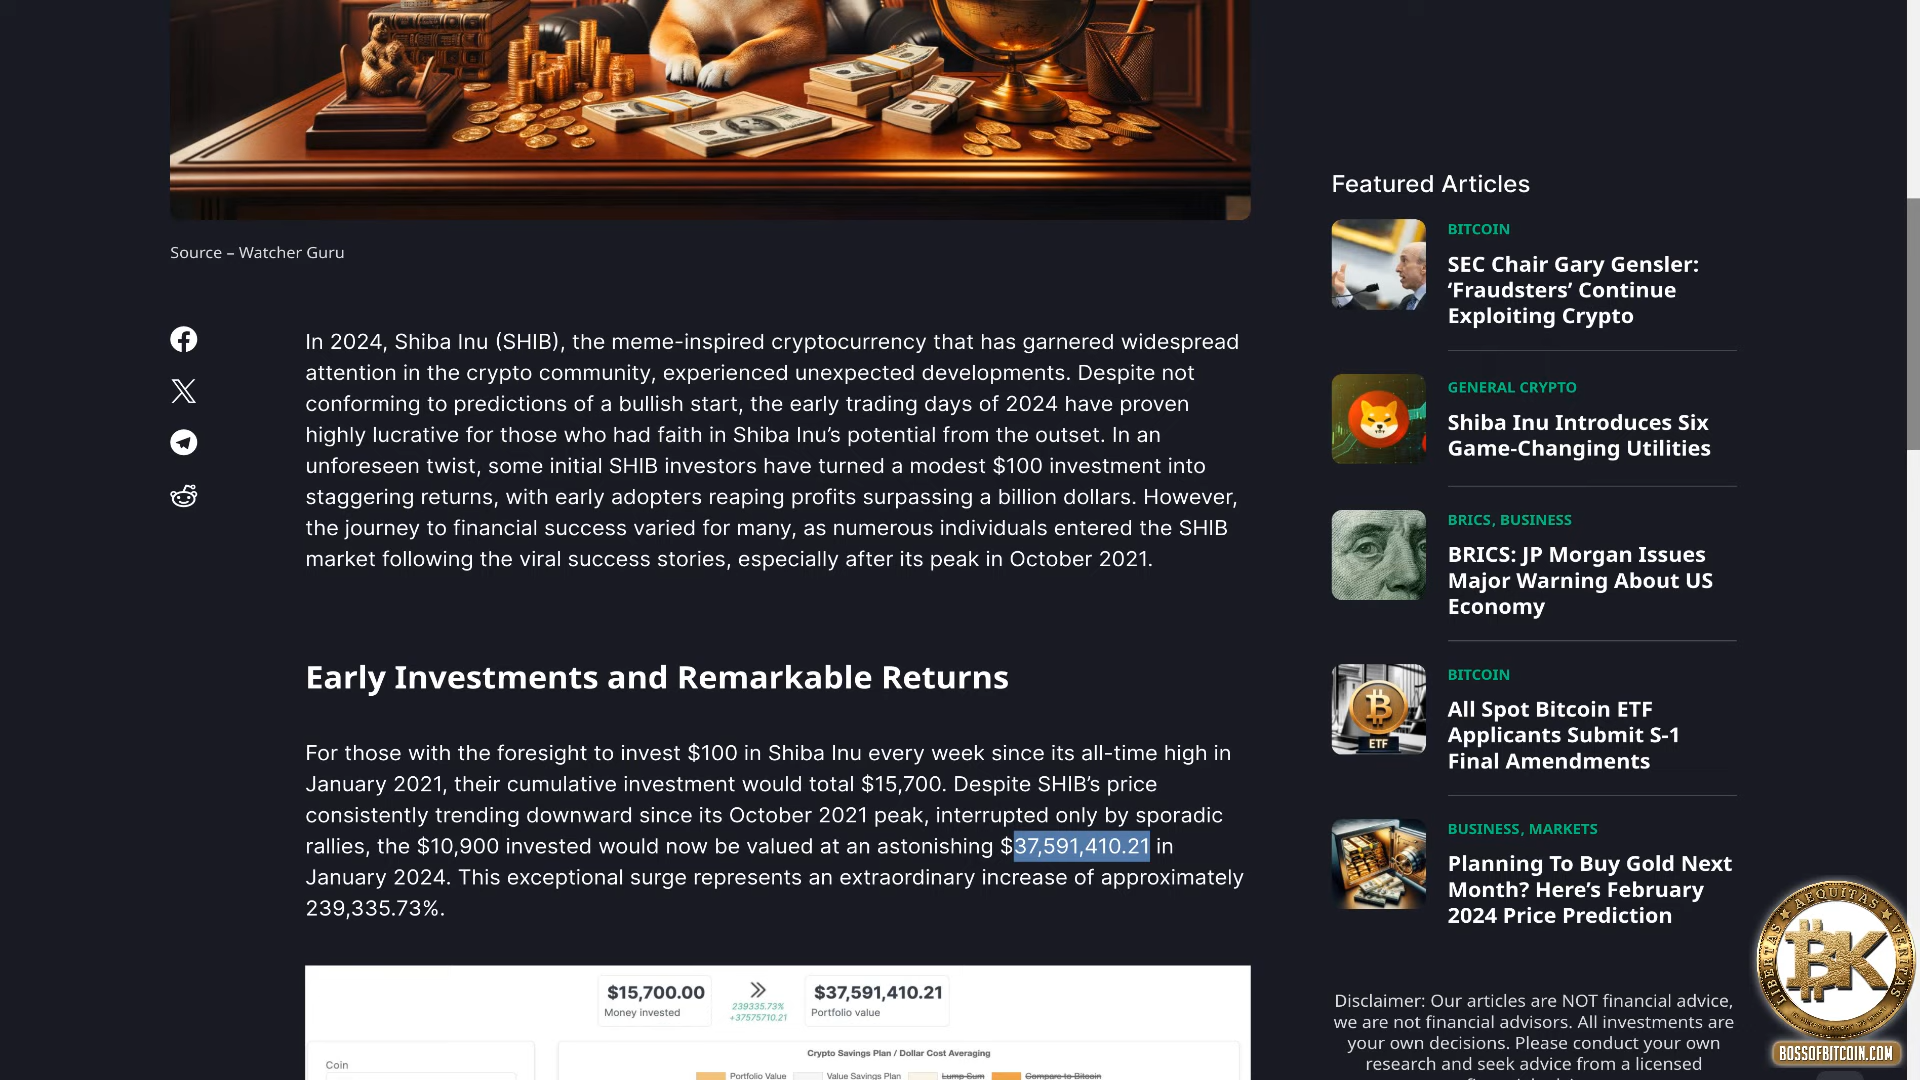 Source – Watcher Guru
In 2024, Shiba Inu (SHIB), the meme-inspired cryptocurrency that has garnered widespread
attention in the crypto community, experienced unexpected developments. Despite not
conforming to predictions of a bullish start, the early trading days of 2024 have proven
highly lucrative for those who had faith in Shiba Inu’s potential from the outset. In an
unforeseen twist, some initial SHIB investors have turned a modest $100 investment into
staggering returns, with early adopters reaping profits surpassing a billion dollars. However,
the journey to financial success varied for many, as numerous individuals entered the SHIB
market following the viral success stories, especially after its peak in October 2021.
Early Investments and Remarkable Returns
For those with the foresight to invest $100 in Shiba Inu every week since its all-time high in
January 2021, their cumulative investment would total $15,700. Despite SHIB’s price
consistently trending downward since its October 2021 peak, interrupted only by sporadic
rallies, the $10,900 invested would now be valued at an astonishing $37,591,410.21 in
January 2024. This exceptional surge represents an extraordinary increase of approximately
239,335.73%.
$15,700.00
Money invested
239335.73%
+37575710.21
$37,591,410.21
Portfolio value
Coin
Crypto Savings Plan / Dollar Cost Averaging
Portfolio Value
Value Savings Plan
Lump Sum
Compare to Bitcoin
Featured Articles
BITCOIN
SEC Chair Gary Gensler:
‘Fraudsters’ Continue
Exploiting Crypto
GENERAL CRYPTO
Shiba Inu Introduces Six
Game-Changing Utilities
BRICS, BUSINESS
BRICS: JP Morgan Issues
Major Warning About US
Economy
BITCOIN
All Spot Bitcoin ETF
Applicants Submit S-1
Final Amendments
ETF
BUSINESS, MARKETS
Planning To Buy Gold Next
Month? Here’s February
2024 Price Prediction
Disclaimer: Our articles are NOT financial advice,
we are not financial advisors. All investments are
your own decisions. Please conduct your own
research and seek advice from a licensed
LIBERTAS AEQUITAS VERITAS
BK
BOSSOFBITCOIN.COM